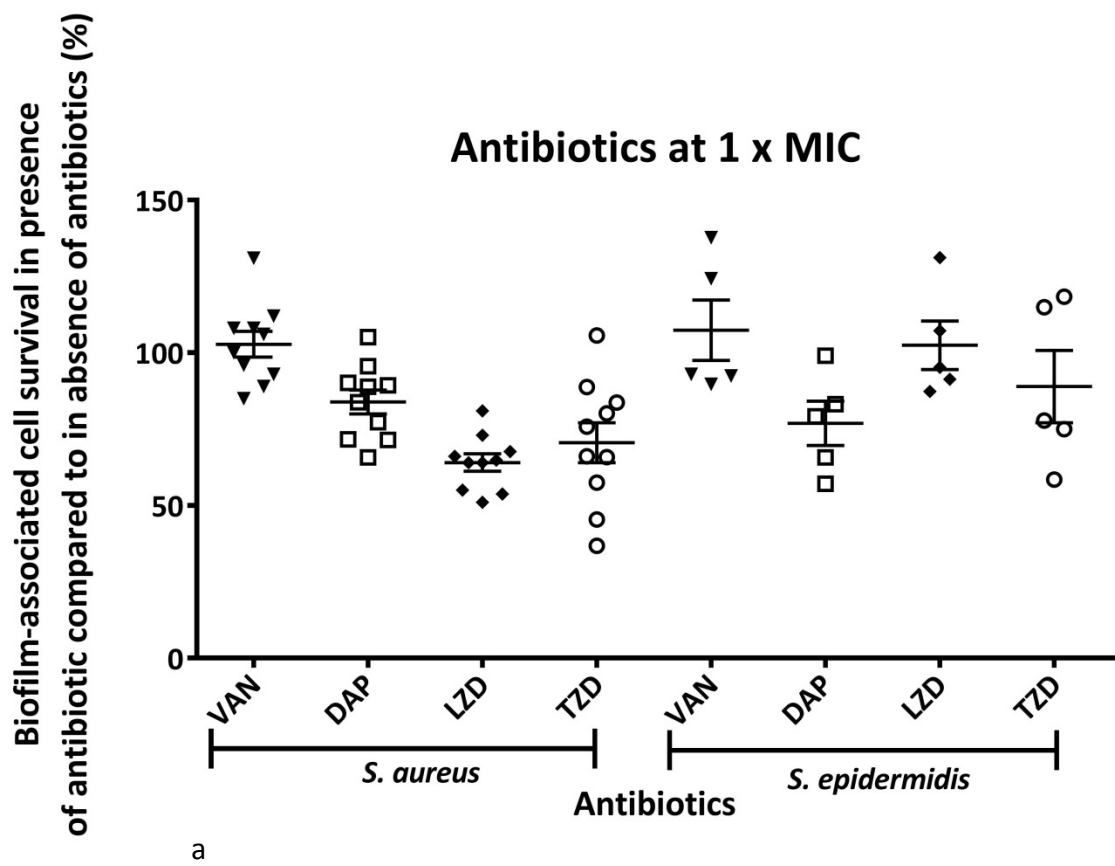 Biofilm-associated cell survival in presence
of antibiotic compared to in absence of antibiotics (%)
Antibiotics at 1 x MIC
150
100
50
0
VAN
DAP
LZD
TZD
VAN
DAP
LZD
TZD
S. aureus
S. epidermidis
Antibiotics
a